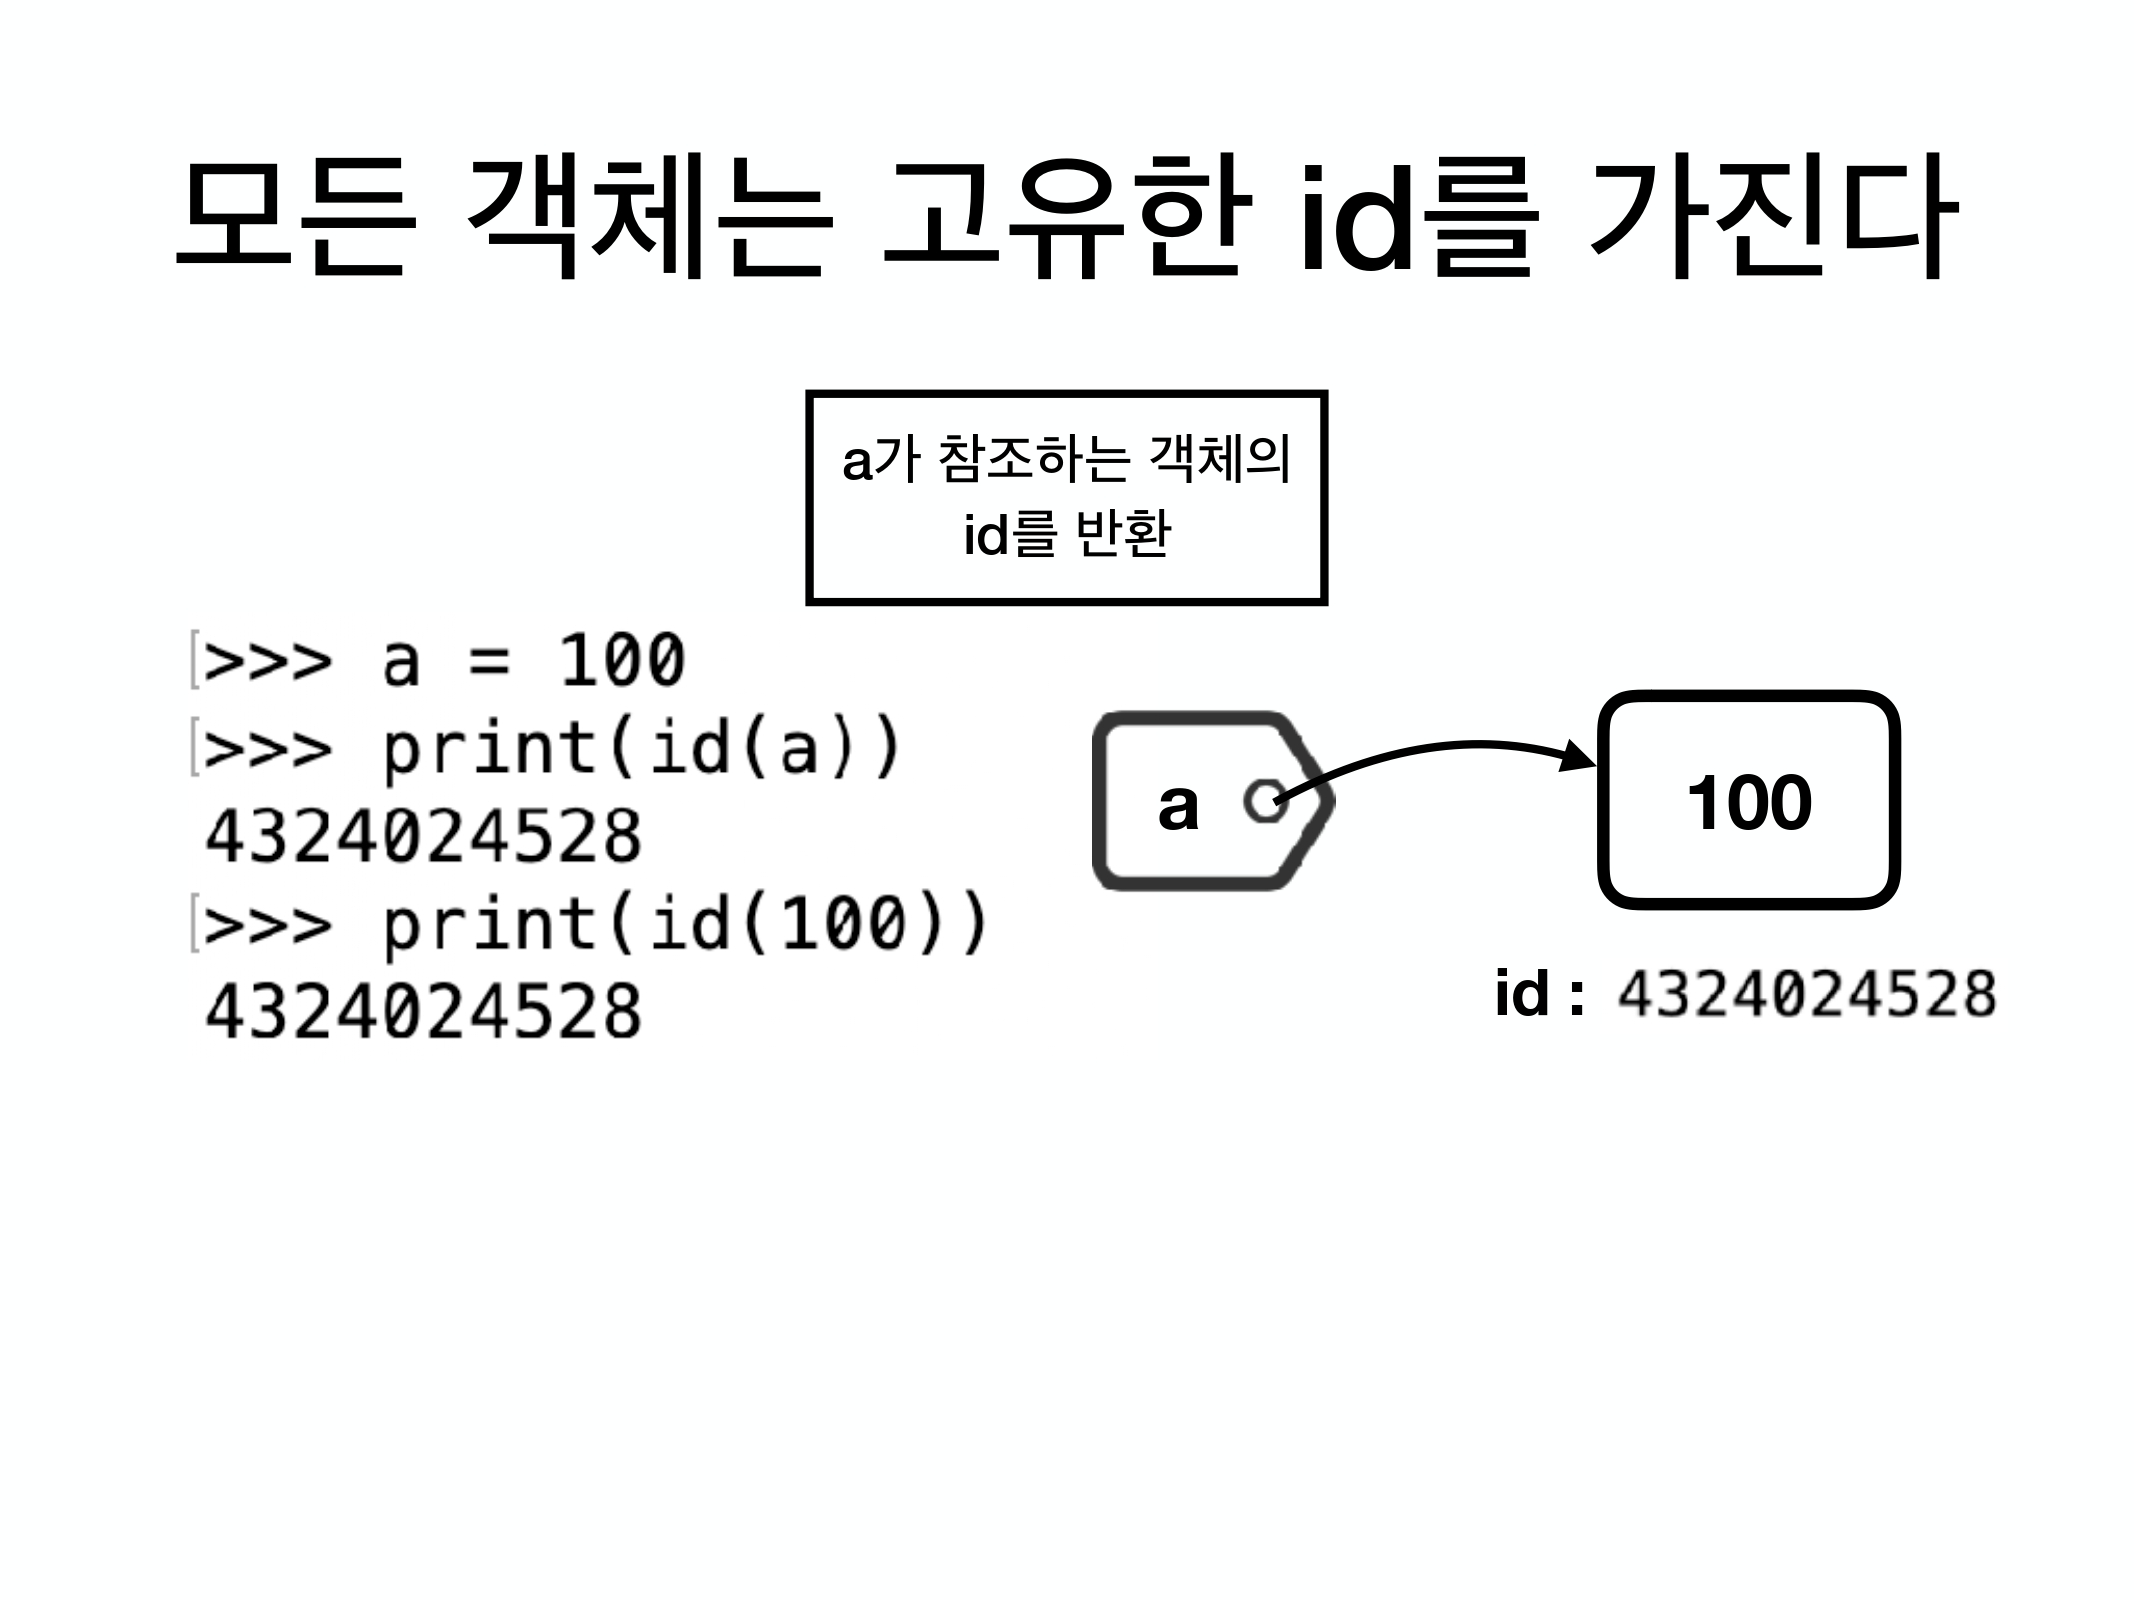 모든 객체는 고유한 id를 가진다
a가 참조하는 객체의
id를 반환
[>>> a = 100
[>>> print(id(a))
4324024528
[>>> print(id(100))
4324024528
a
100
id : 4324024528